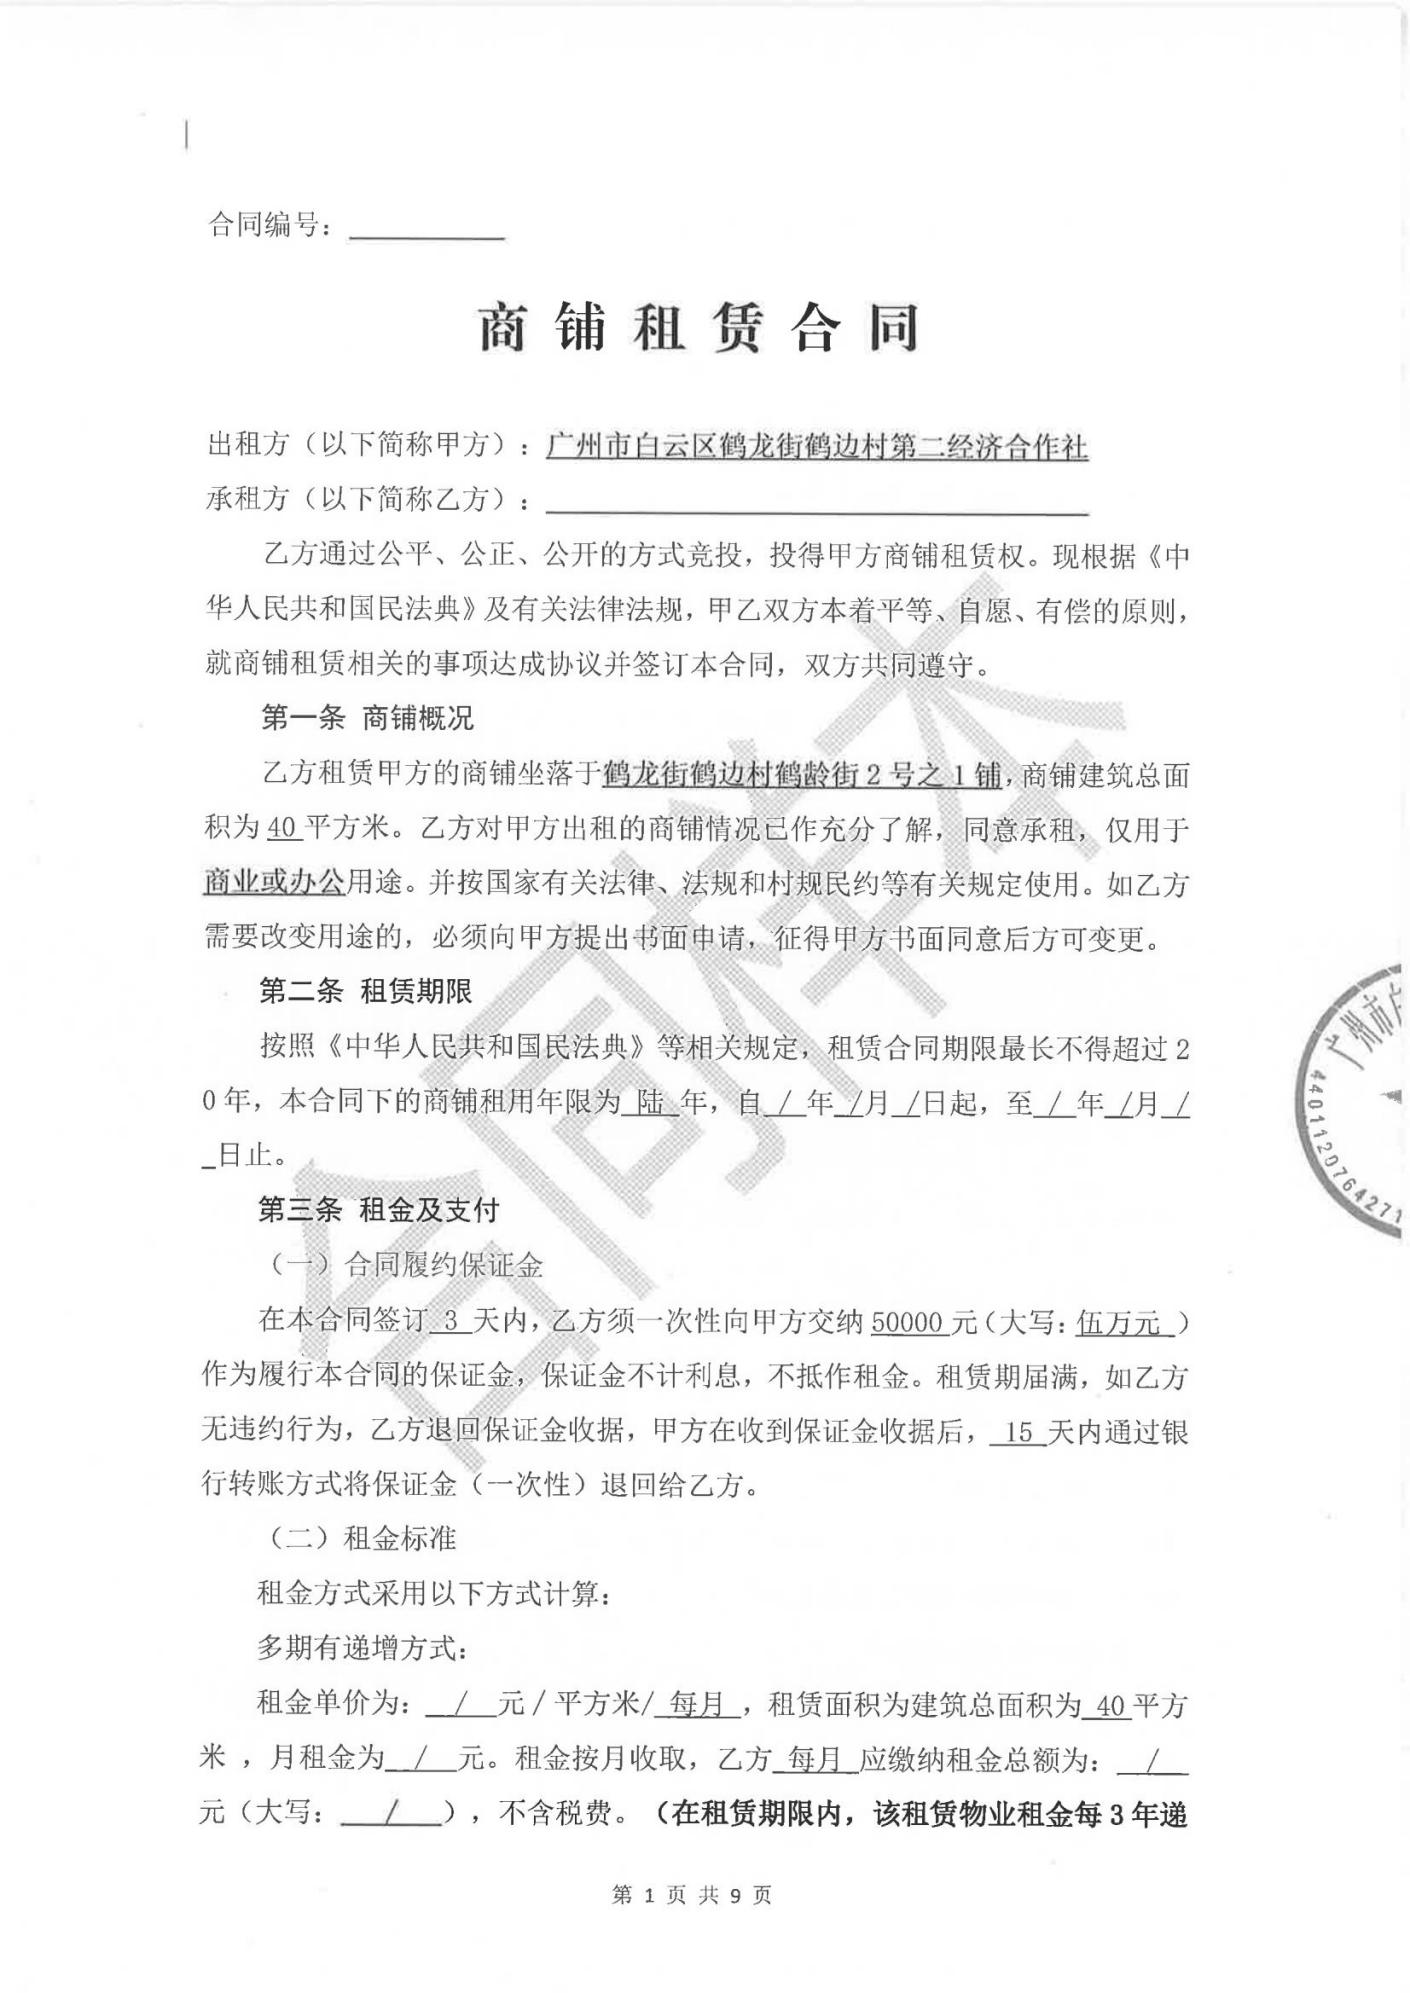 合同编号：
商铺租赁合同
出租方（以下简称甲方）：广州市白云区鹤龙街鹤边村第二经济合作社
承租方（以下简称乙方）：
乙方通过公平、公正、公开的方式竞投，投得甲方商铺租赁权。现根据《中
华人民共和国民法典》及有关法律法规，甲乙双方本着平等、自愿、有偿的原则，
就商铺租赁相关的事项达成协议并签订本合同，双方共同遵守。
第一条 商铺概况
乙方租赁甲方的商铺坐落于鹤龙街鹤边村鹤龄街2号之1铺，商铺建筑总面
积为 40 平方米。乙方对甲方出租的商铺情况已作充分了解，同意承租，仅用于
商业或办公用途。并按国家有关法律、法规和村规民约等有关规定使用。如乙方
需要改变用途的，必须向甲方提出书面申请，征得甲方书面同意后方可变更。
第二条 租赁期限
按照《中华人民共和国民法典》等相关规定，租赁合同期限最长不得超过2
0年，本合同下的商铺租用年限为 陆 年，自 / 年 /月 /日起，至 / 年 /月 /
日止。
第三条 租金及支付
（一）合同履约保证金
在本合同签订 3 天内，乙方须一次性向甲方交纳 50000 元（大写：伍万元 ）
作为履行本合同的保证金，保证金不计利息，不抵作租金。租赁期届满，如乙方
无违约行为，乙方退回保证金收据，甲方在收到保证金收据后， 15 天内通过银
行转账方式将保证金（一次性）退回给乙方。
（二）租金标准
租金方式采用以下方式计算：
多期有递增方式：
租金单价为： / 元/平方米/ 每月 ，租赁面积为建筑总面积为 40 平方
米 ，月租金为 / 元。租金按月收取，乙方 每月 应缴纳租金总额为： /
元（大写： / ），不含税费。（在租赁期限内，该租赁物业租金每3年递
第 1 页 共 9 页
合同样本
广州市白
4401120764271